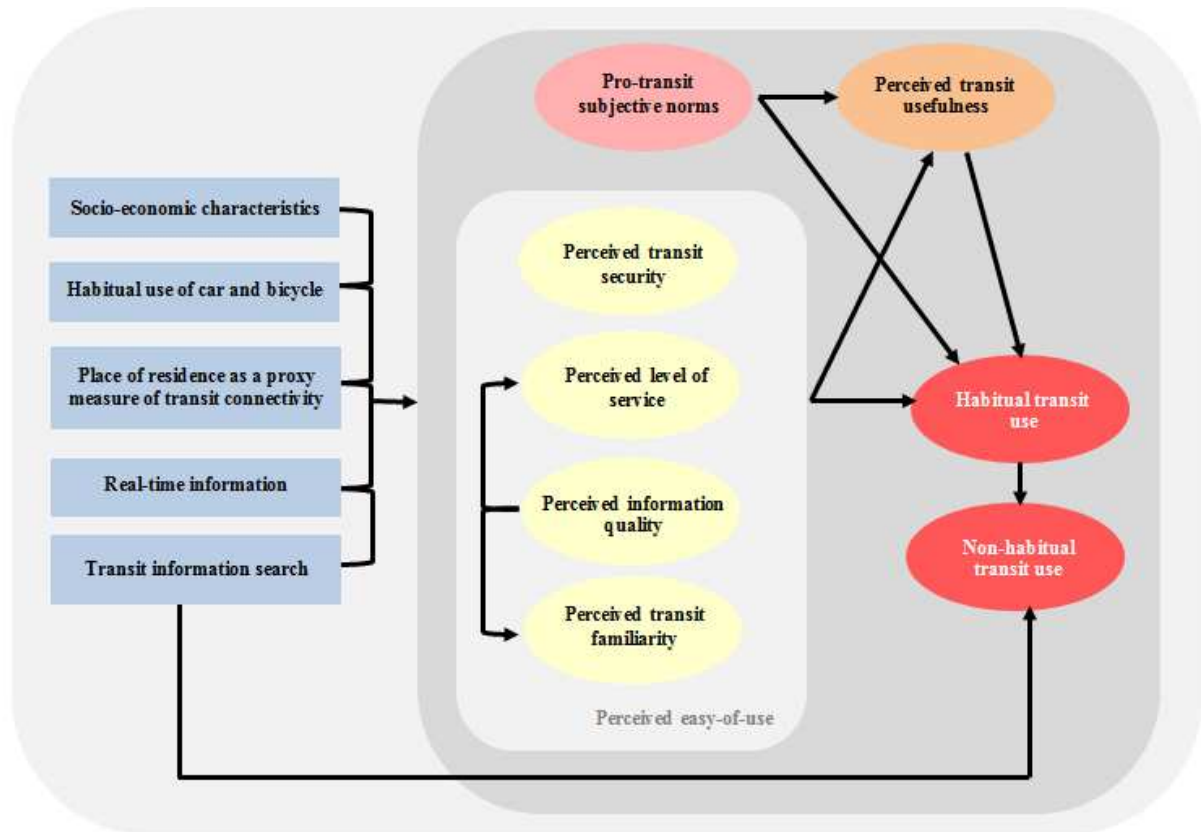 Pro-transit
subjective norms
Perceived transit
usefulness
Socio-economic characteristics
Habitual use of car and bicycle
Place of residence as a proxy
measure of transit connectivity
Real-time information
Transit information search
Perceived transit
security
Perceived level of
service
Perceived information
quality
Perceived transit
familiarity
Perceived easy-of-use
Habitual transit
use
Non-habitual
transit use